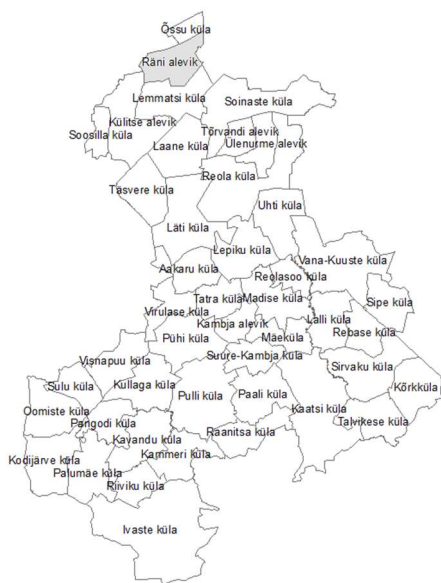 Õssu küla
Räni alevik
Lemmatsi küla
Soinaste küla
Külitse alevik
Soosilla küla
Tõrvandi alevik
Laane küla
Ülenurme alevik
Reola küla
Täsvere küla
Uhti küla
Läti küla
Lepiku küla
Vana-Kuuste küla
Aakaru küla
Reolasoo küla
Tatra küla
Madise küla
Sipe küla
Virulase küla
Lalli küla
Kambja alevik
Rebase küla
Pühi küla
Mäeküla
Suure-Kambja küla
Visnapuu küla
Sirvaku küla
Sulu küla
Kullaga küla
Kõrkküla
Pulli küla
Paali küla
Oomiste küla
Kaatsi küla
Pangodi küla
Talvikese küla
Raanitsa küla
Kavandu küla
Kammeri küla
Kodijärve küla
Palumäe küla
Riiviku küla
Ivaste küla